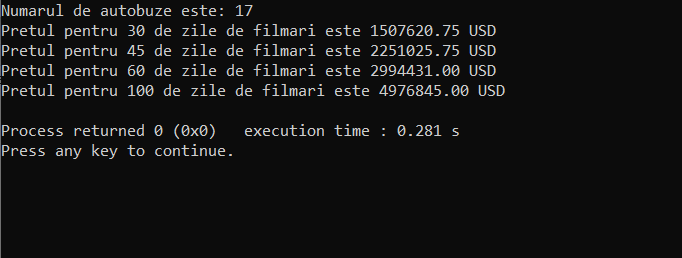 Numarul de autobuze este: 17
Pretul pentru 30 de zile de filmari este 1507620.75 USD
Pretul pentru 45 de zile de filmari este 2251025.75 USD
Pretul pentru 60 de zile de filmari este 2994431.00 USD
Pretul pentru 100 de zile de filmari este 4976845.00 USD
Process returned 0 (0x0)   execution time : 0.281 s
Press any key to continue.